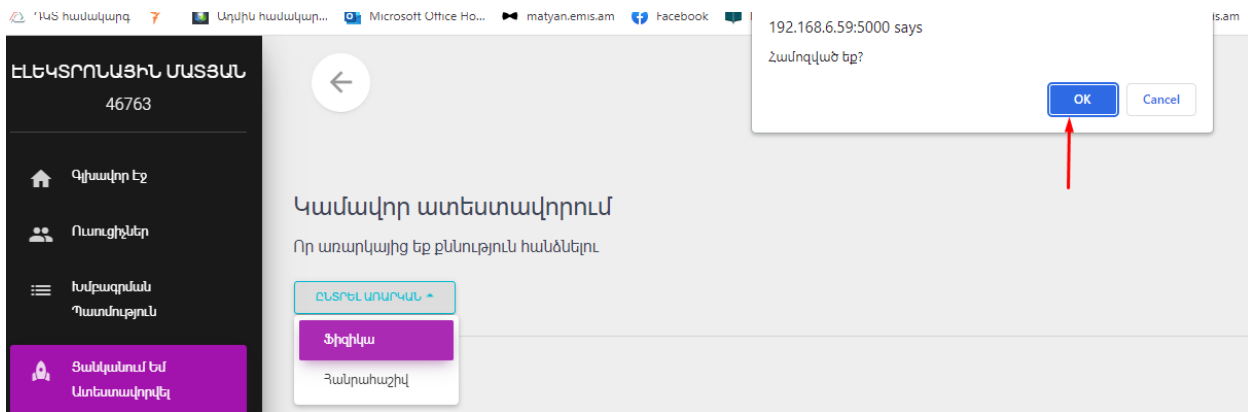 ԴԿՏ համակարգ
Ադմին համակար...
Microsoft Office Ho...
matyan.emis.am
Facebook
is.am
192.168.6.59:5000 says
Համոզված եք?
OK
Cancel
ԷԼԵԿՏՐՈՆԱՅԻՆ ՄԱՏՅԱՆ
46763
Գլխավոր Էջ
Ուսուցիչներ
Խմբագրման
Պատմություն
Ցանկանում Եմ
Ատեստավորվել
Կամավոր ատեստավորում
Որ առարկայից եք քննություն հանձնելու
ԸՆՏՐԵԼ ԱՌԱՐԿԱՆ
Ֆիզիկա
Հանրահաշիվ